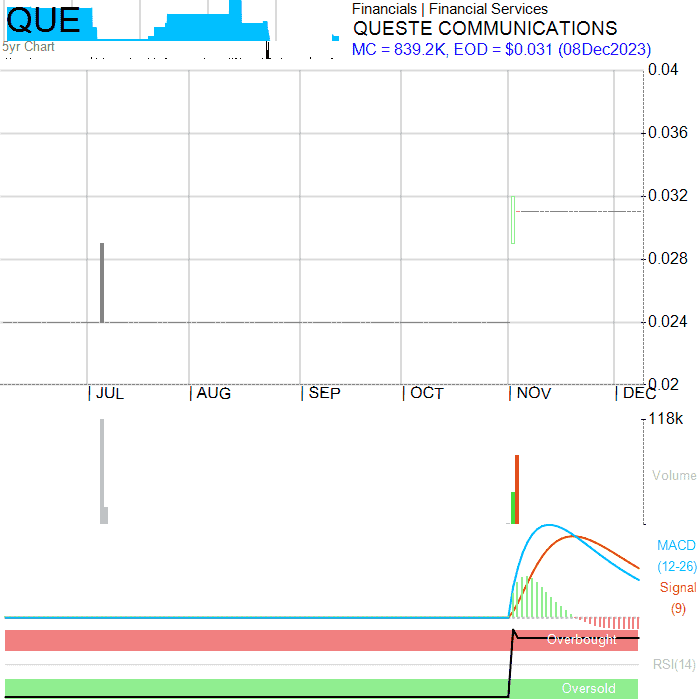 QUE
5yr Chart
Financials | Financial Services
QUESTE COMMUNICATIONS
MC = 839.2K, EOD = $0.031 (08Dec2023)
0.04
0.036
0.032
0.028
0.024
0.02
JUL
AUG
SEP
OCT
NOV
DEC
118k
Volume
MACD
(12-26)
Signal
(9)
Overbought
RSI(14)
Oversold